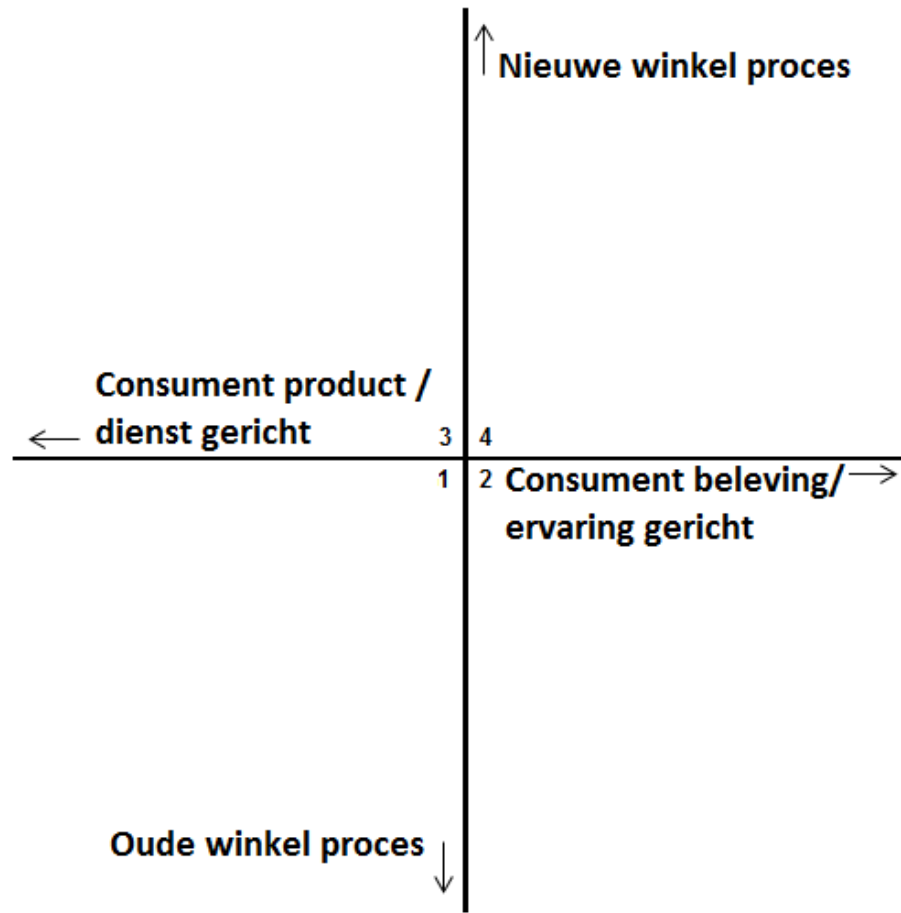 Nieuwe winkel proces
Consument product /
dienst gericht
3 4
1 2
Consument beleving/
ervaring gericht
Oude winkel proces